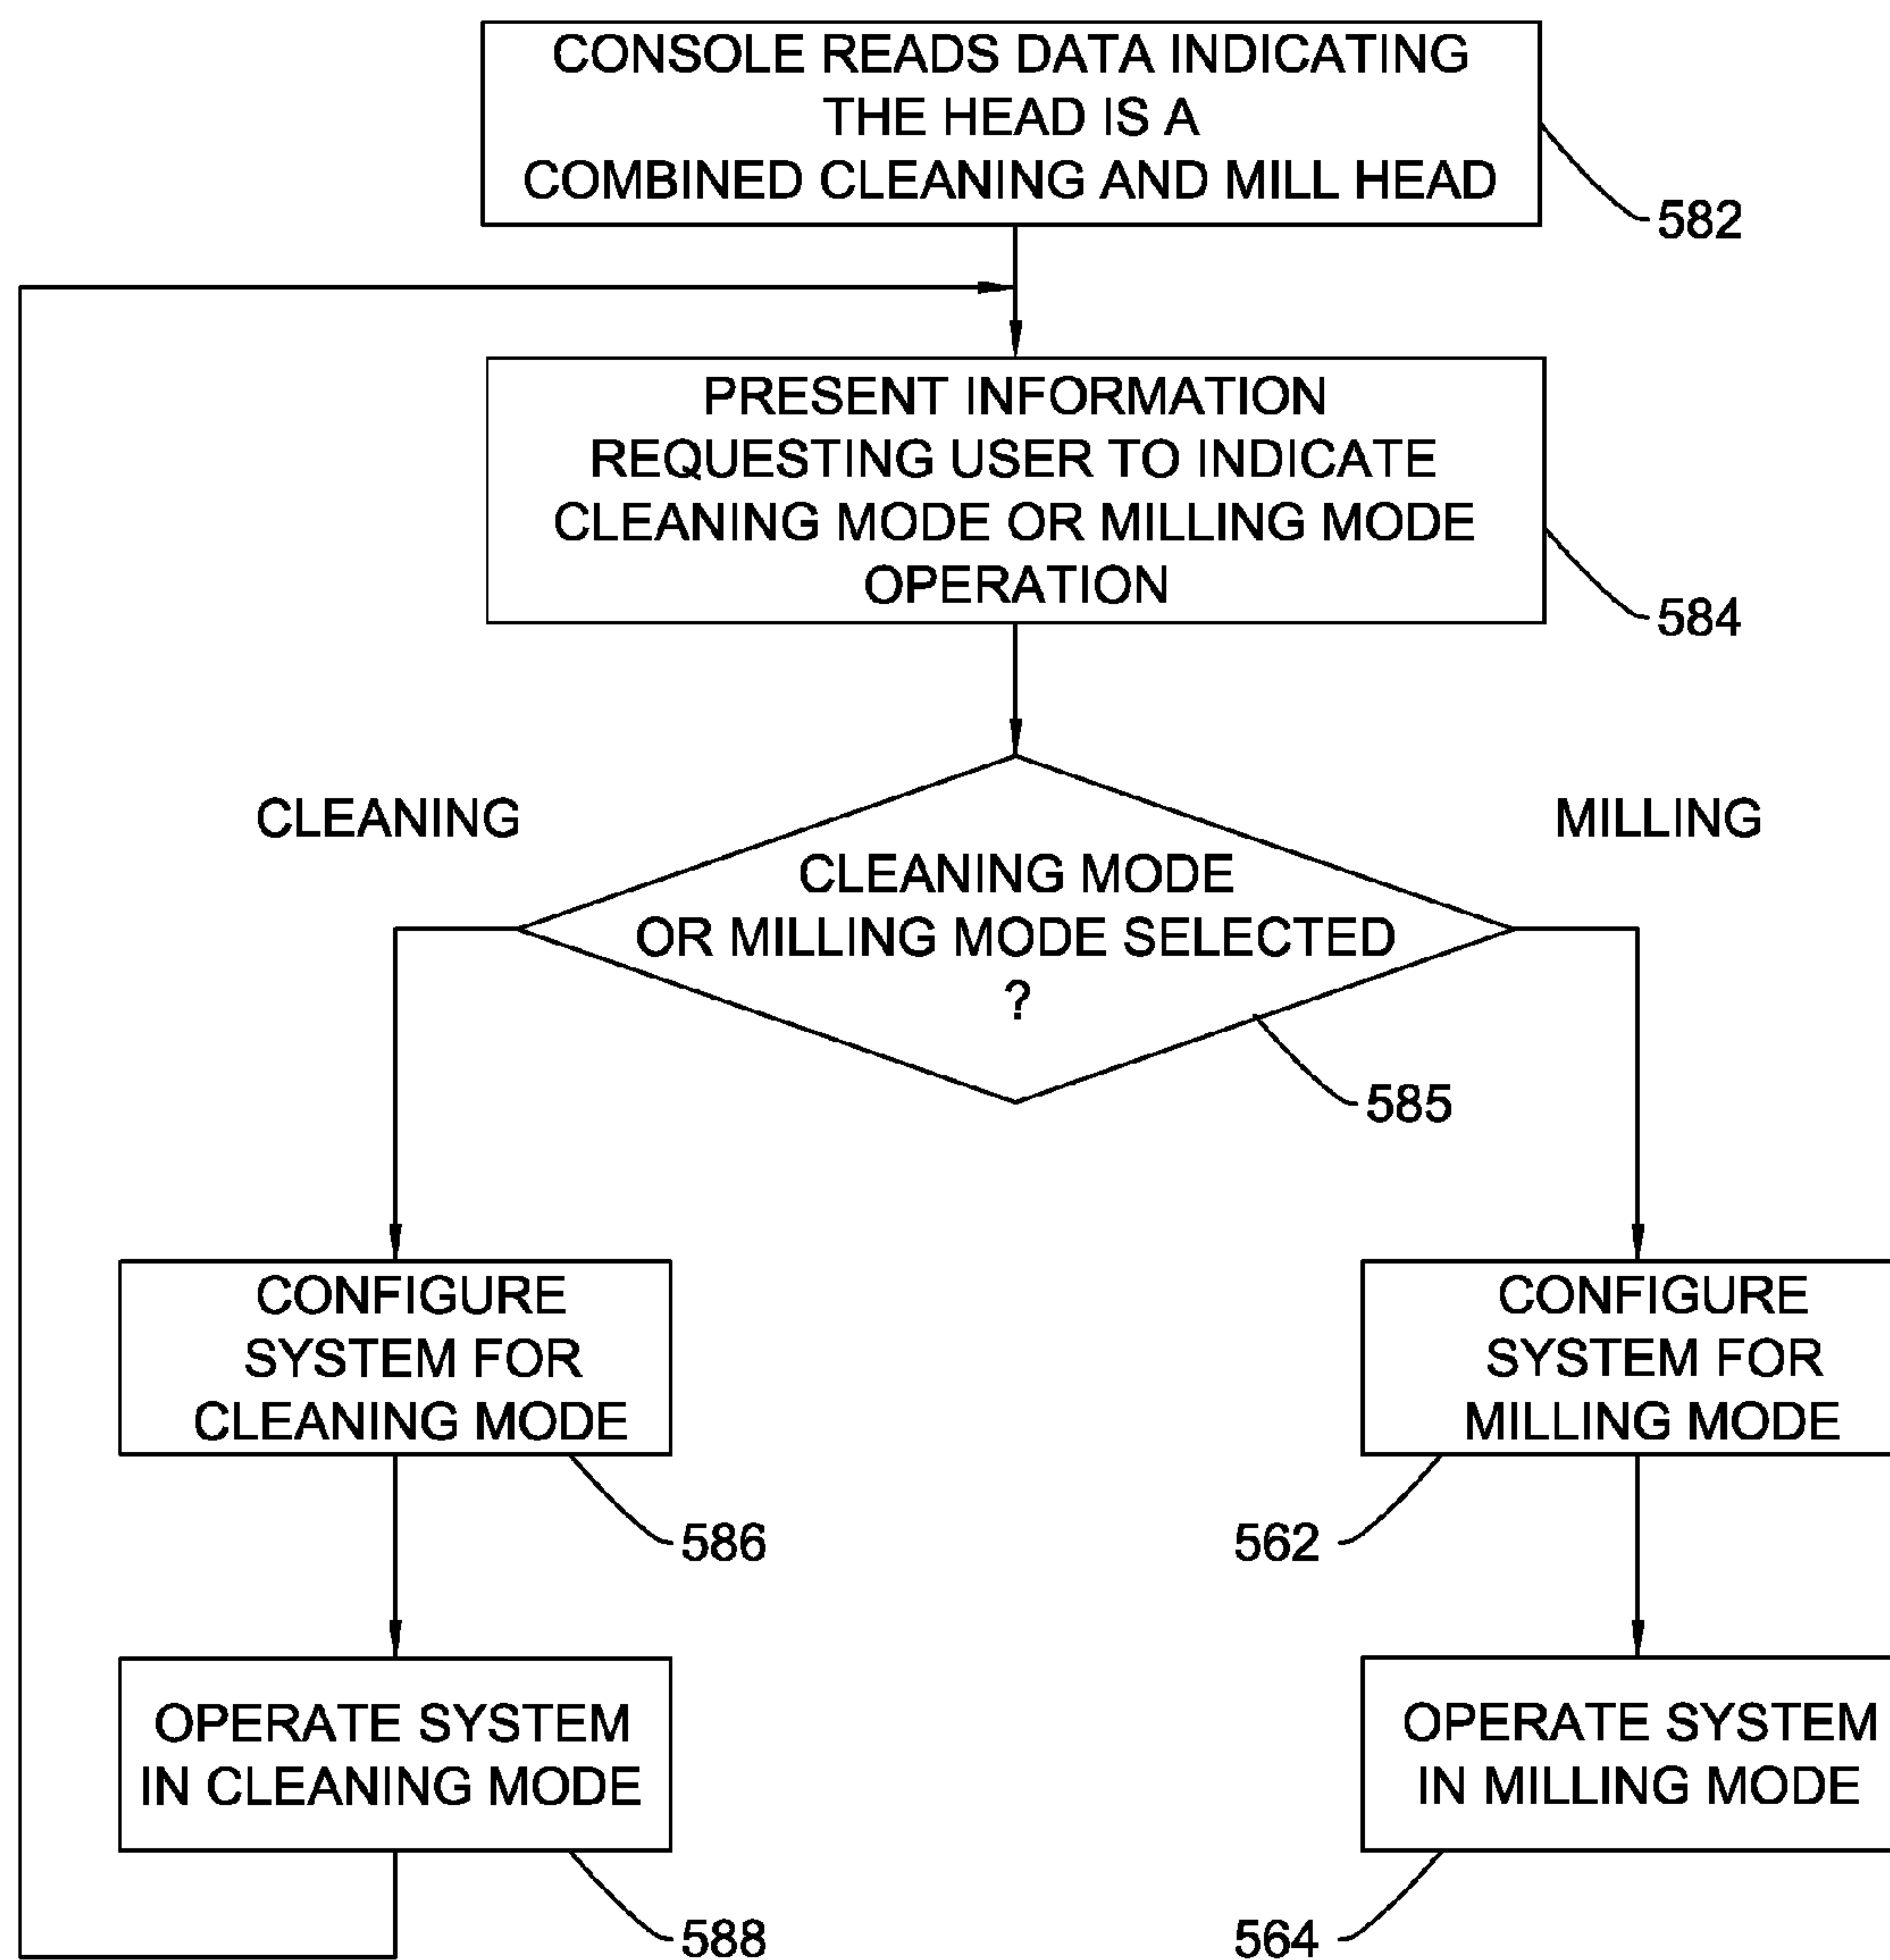 CONSOLE READS DATA INDICATING
THE HEAD IS A
COMBINED CLEANING AND MILL HEAD
582
PRESENT INFORMATION
REQUESTING USER TO INDICATE
CLEANING MODE OR MILLING MODE
OPERATION
584
CLEANING
MILLING
CLEANING MODE
OR MILLING MODE SELECTED
?
585
CONFIGURE
SYSTEM FOR
CLEANING MODE
586
CONFIGURE
SYSTEM FOR
MILLING MODE
562
OPERATE SYSTEM
IN CLEANING MODE
588
OPERATE SYSTEM
IN MILLING MODE
564